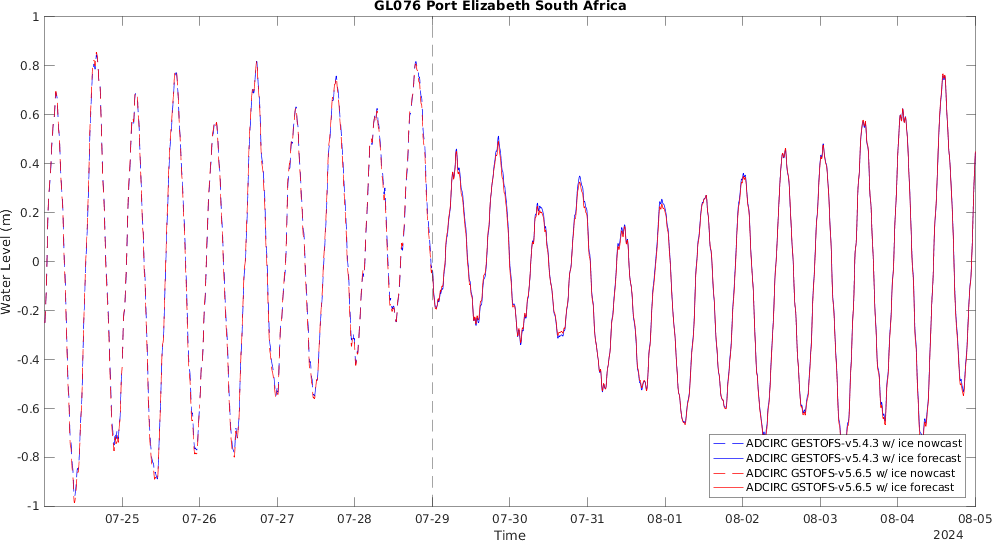 GL076 Port Elizabeth South Africa
1
0.8
0.6
0.4
0.2
0
-0.2
-0.4
-0.6
-0.8
-1
Water Level (m)
ADCIRC GESTOFS-v5.4.3 w/ ice nowcast
ADCIRC GESTOFS-v5.4.3 w/ ice forecast
ADCIRC GSTOFS-v5.6.5 w/ ice nowcast
ADCIRC GSTOFS-v5.6.5 w/ ice forecast
07-25 07-26 07-27 07-28 07-29 07-30 07-31 08-01 08-02 08-03 08-04 08-05
Time
2024